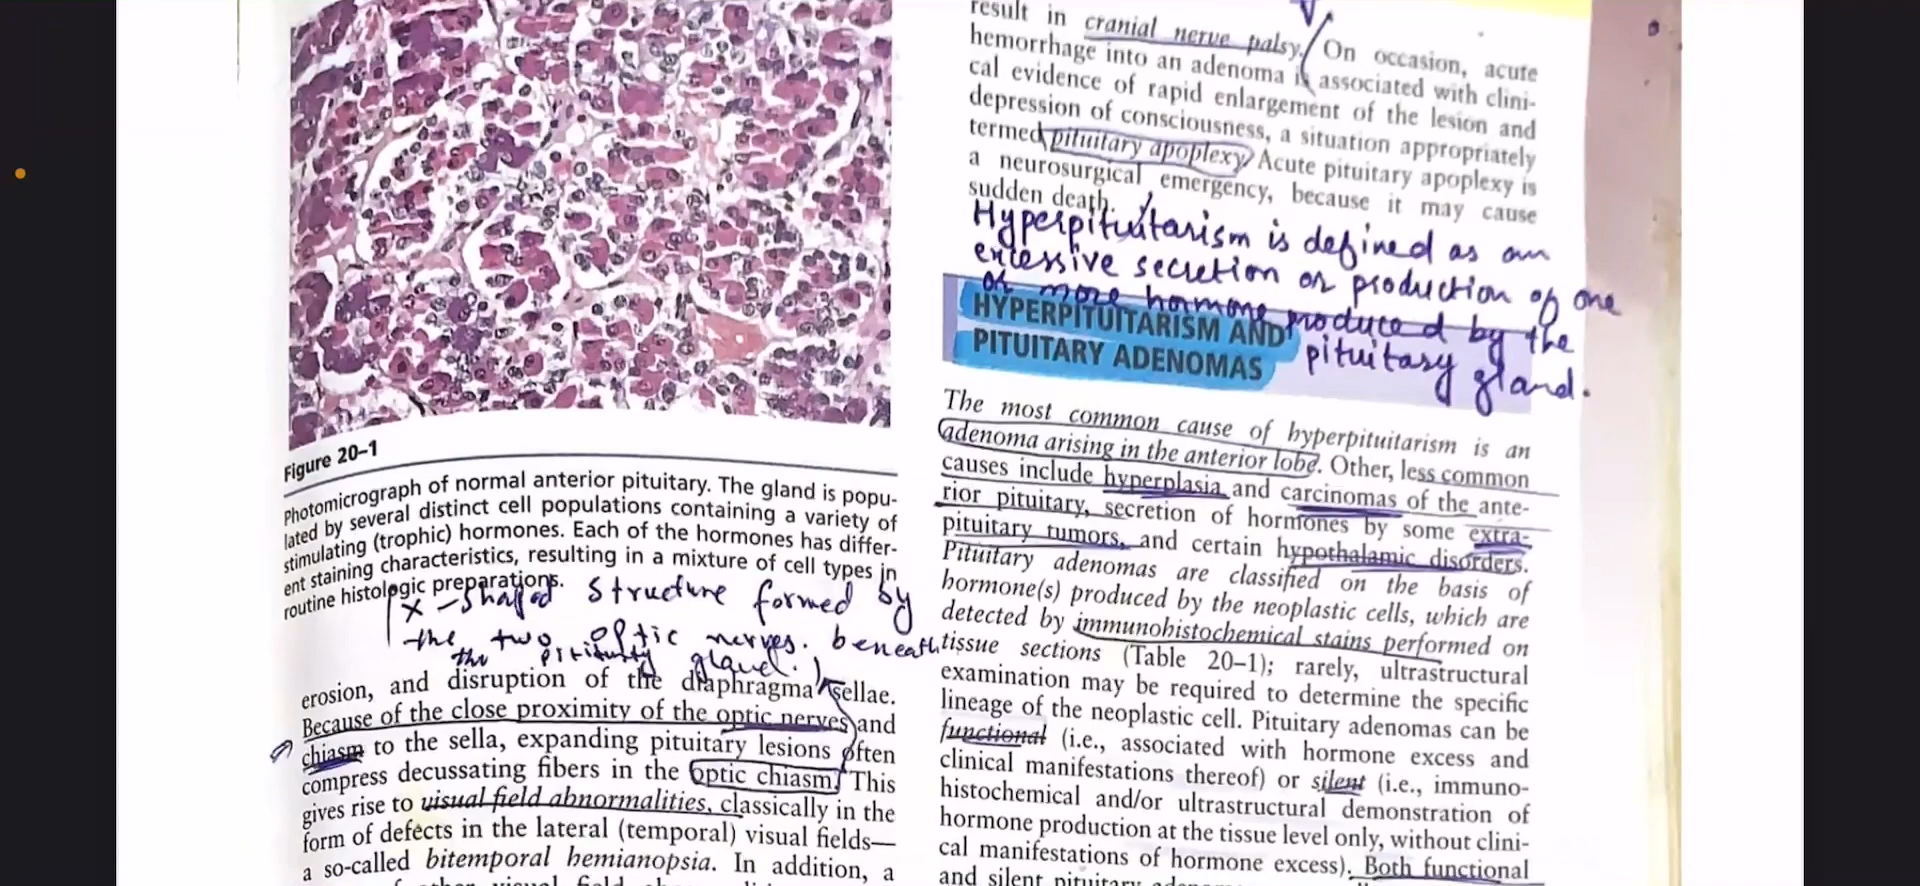 Figure 20–1
Photomicrograph of normal anterior pituitary. The gland is popu-
lated by several distinct cell populations containing a variety of
stimulating (trophic) hormones. Each of the hormones has differ-
ent staining characteristics, resulting in a mixture of cell types in
routine histologic preparations.
X-shaped structure formed by
the two optic nerves. beneath
the pituitary gland.)
erosion, and disruption of the diaphragma sellae.
Because of the close proximity of the optic nerves and
chiasm to the sella, expanding pituitary lesions often
compress decussating fibers in the optic chiasm. This
gives rise to visual field abnormalities, classically in the
form of defects in the lateral (temporal) visual fields—
a so-called bitemporal hemianopsia. In addition, a
visual field
result in cranial nerve palsy. On occasion, acute
hemorrhage into an adenoma is associated with clini-
cal evidence of rapid enlargement of the lesion and
depression of consciousness, a situation appropriately
termed pituitary apoplexy. Acute pituitary apoplexy is
a neurosurgical emergency, because it may cause
sudden death.
Hyperpituitarism is defined as an
excessive secretion or production of one
or more hormone produced by the
pituitary gland.
HYPERPITUITARISM AND
PITUITARY ADENOMAS
The most common cause of hyperpituitarism is an
adenoma arising in the anterior lobe. Other, less common
causes include hyperplasia and carcinomas of the ante-
rior pituitary, secretion of hormones by some extra-
pituitary tumors, and certain hypothalamic disorders.
Pituitary adenomas are classified on the basis of
hormone(s) produced by the neoplastic cells, which are
detected by immunohistochemical stains performed on
tissue sections (Table 20–1); rarely, ultrastructural
examination may be required to determine the specific
lineage of the neoplastic cell. Pituitary adenomas can be
functional (i.e., associated with hormone excess and
clinical manifestations thereof) or silent (i.e., immuno-
histochemical and/or ultrastructural demonstration of
hormone production at the tissue level only, without clini-
cal manifestations of hormone excess). Both functional
and silent pituitary